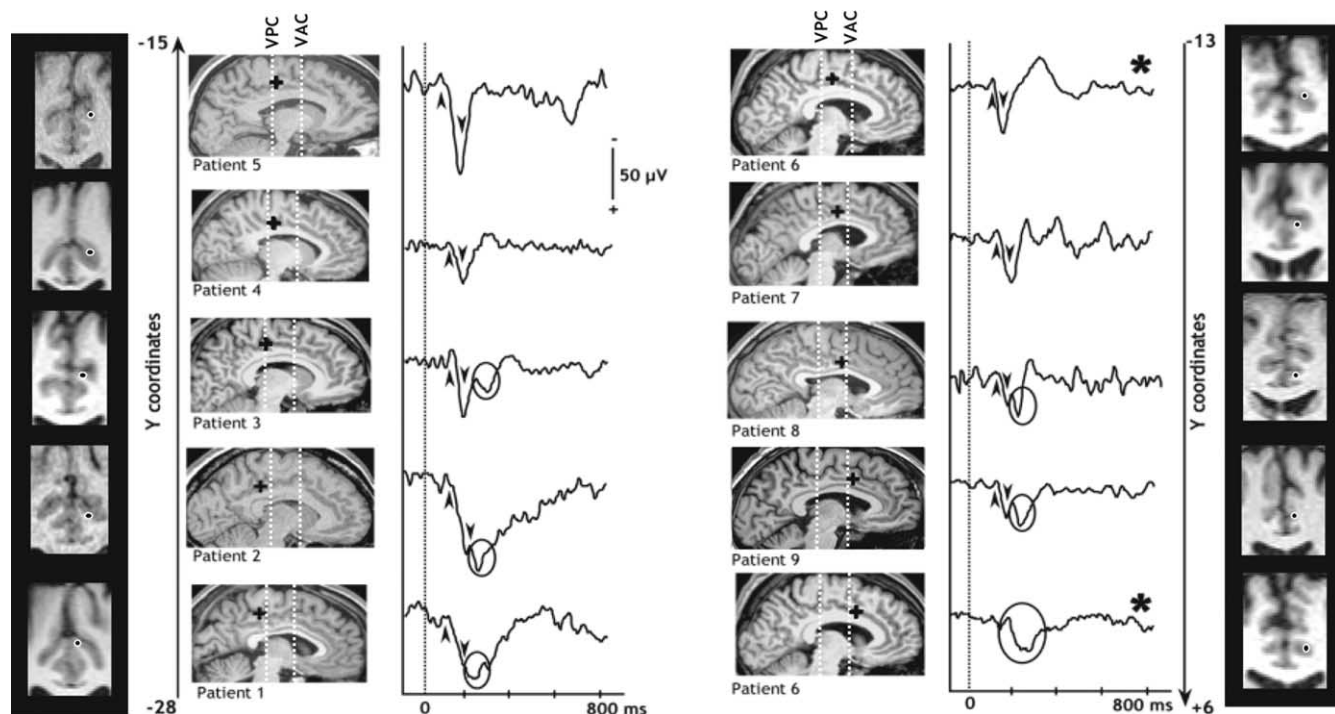 VPC
VAC
-15
Y coordinates
-28
Patient 5
Patient 4
Patient 3
Patient 2
Patient 1
-
50 µV
+
0
800 ms
VPC
VAC
Patient 6
*
Patient 7
Patient 8
Patient 9
Patient 6
*
0
800 ms
-13
Y coordinates
+6